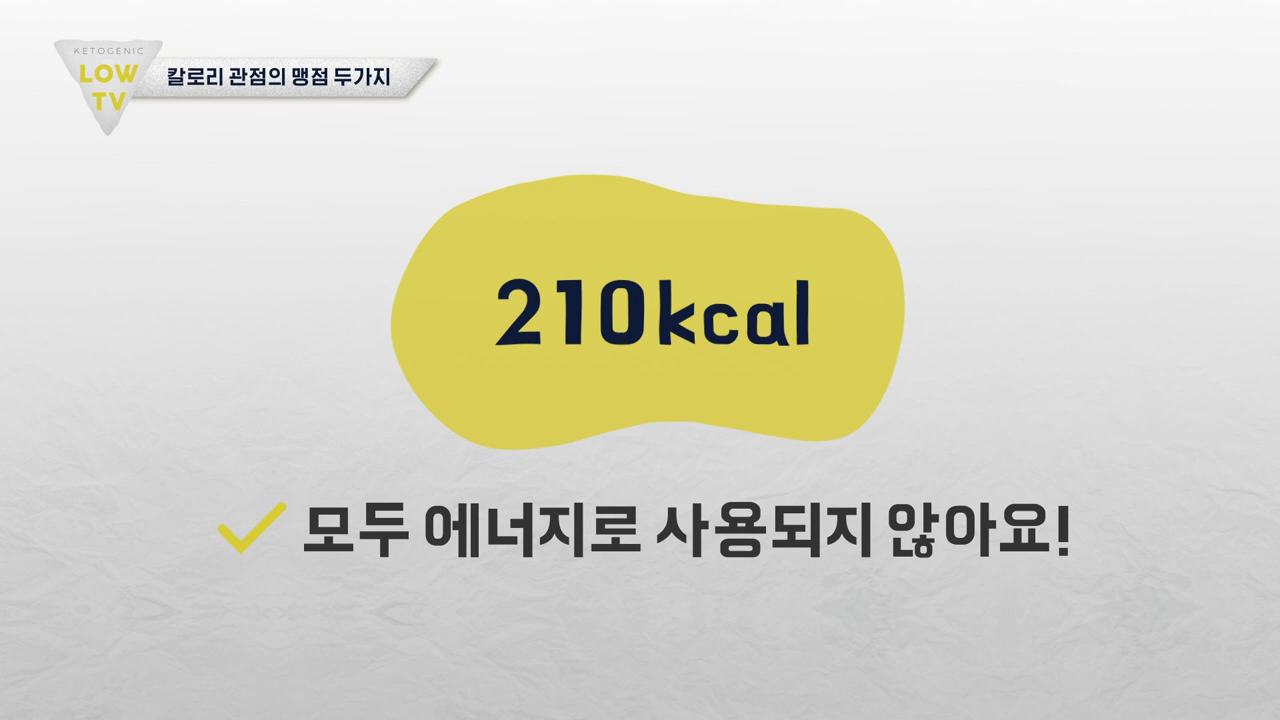 KETOGENIC
LOW
TV
칼로리 관점의 맹점 두가지
210kcal
모두 에너지로 사용되지 않아요!